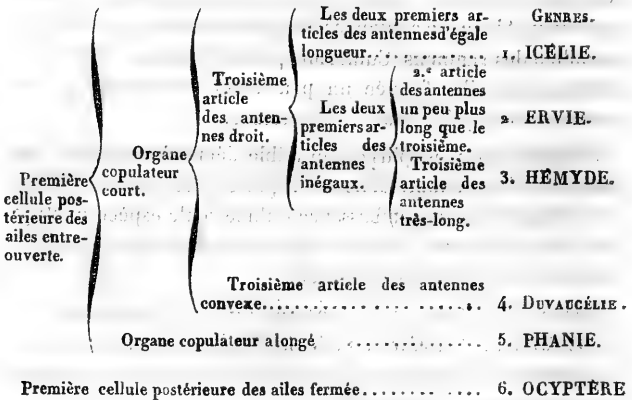 GENRES.
Les deux premiers ar-
ticles des antennes d'égale
longueur............ 1. ICÉLIE.
Troisième
article
des anten-
nes droit.
Les deux
premiers ar-
ticles des
antennes
inégaux.
2.e article
des antennes
un peu plus
long que le
troisième.
2. ERVIE.
Troisième
article des
antennes
très-long.
3. HÉMYDE.
Organe
copulateur
court.
Première
cellule pos-
térieure des
ailes entre-
ouverte.
Troisième article des antennes
convexe........................ 4. DUVAUCÉLIE.
Organe copulateur alongé ............ 5. PHANIE.
Première cellule postérieure des ailes fermée............ 6. OCYPTÈRE